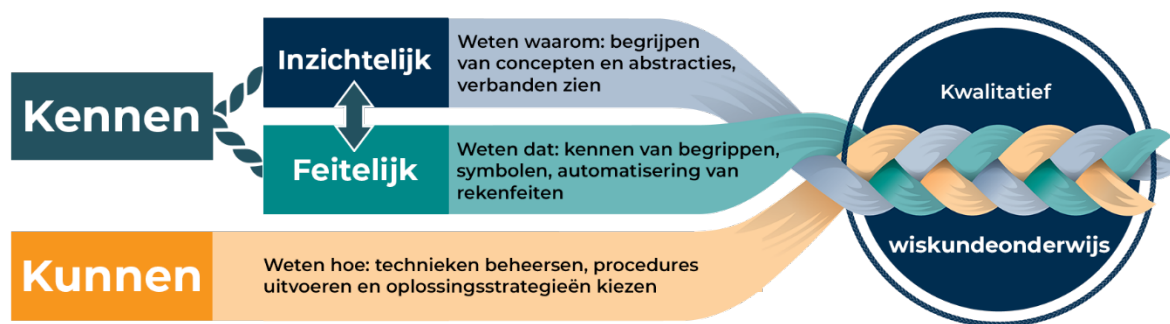 Kennen
Inzichtelijk
Weten waarom: begrijpen
van concepten en abstracties,
verbanden zien
Feitelijk
Weten dat: kennen van begrippen,
symbolen, automatisering van
rekenfeiten
Kunnen
Weten hoe: technieken beheersen, procedures
uitvoeren en oplossingsstrategieën kiezen
Kwalitatief
wiskundeonderwijs